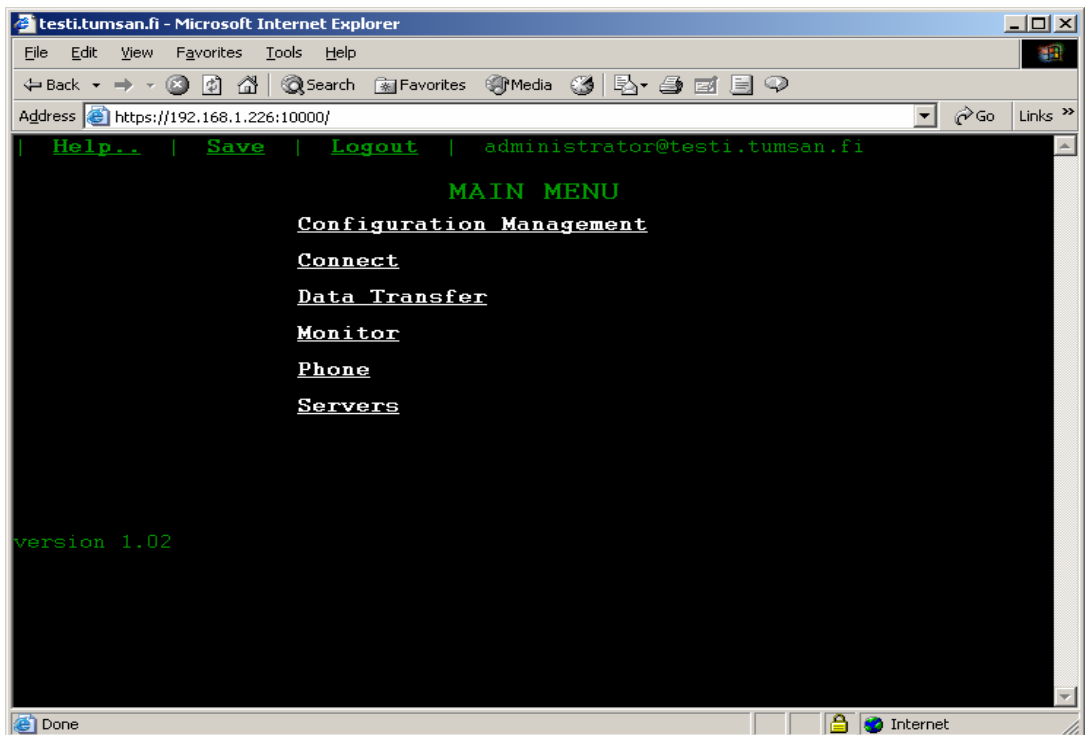 testi.tumsan.fi - Microsoft Internet Explorer
File Edit View Favorites Tools Help
Back Search Favorites Media
Address https://192.168.1.226:10000/ Go Links »
| Help.. | Save | Logout | administrator@testi.tumsan.fi
MAIN MENU
Configuration Management
Connect
Data Transfer
Monitor
Phone
Servers
version 1.02
Done Internet